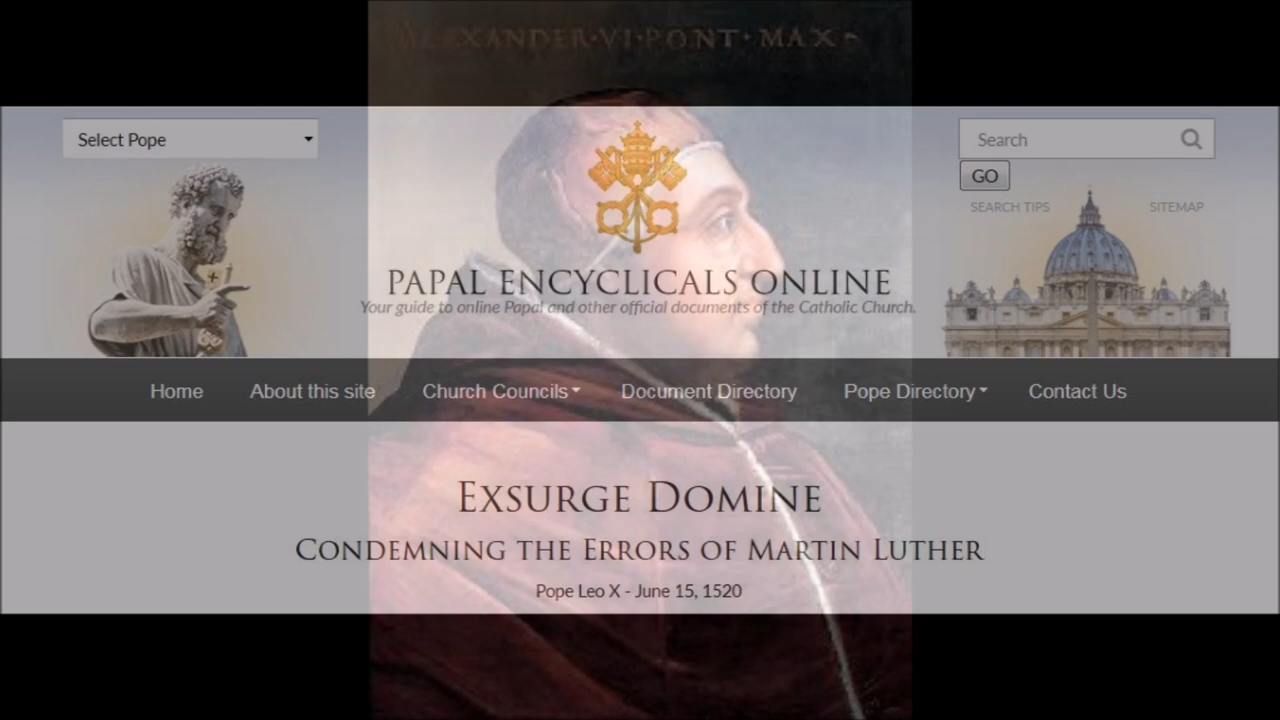 ALEXANDER·VI·PONT·MAX
Select Pope
Search
GO
SEARCH TIPS
SITEMAP
PAPAL ENCYCLICALS ONLINE
Your guide to online Papal and other official documents of the Catholic Church.
Home
About this site
Church Councils
Document Directory
Pope Directory
Contact Us
EXSURGE DOMINE
CONDEMNING THE ERRORS OF MARTIN LUTHER
Pope Leo X - June 15, 1520